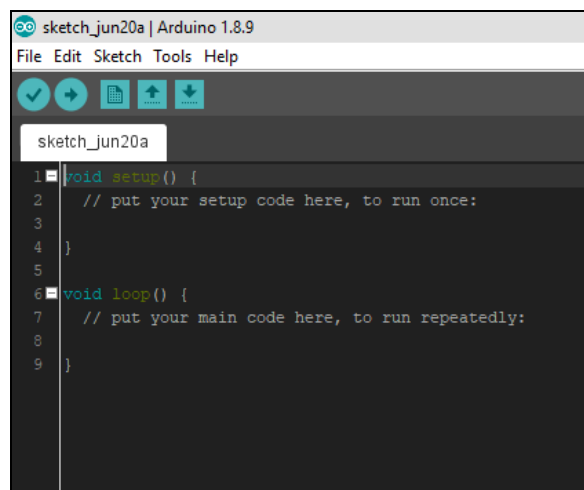 sketch_jun20a | Arduino 1.8.9
File Edit Sketch Tools Help
sketch_jun20a
1 void setup() {
2   // put your setup code here, to run once:
3
4 }
5
6 void loop() {
7   // put your main code here, to run repeatedly:
8
9 }